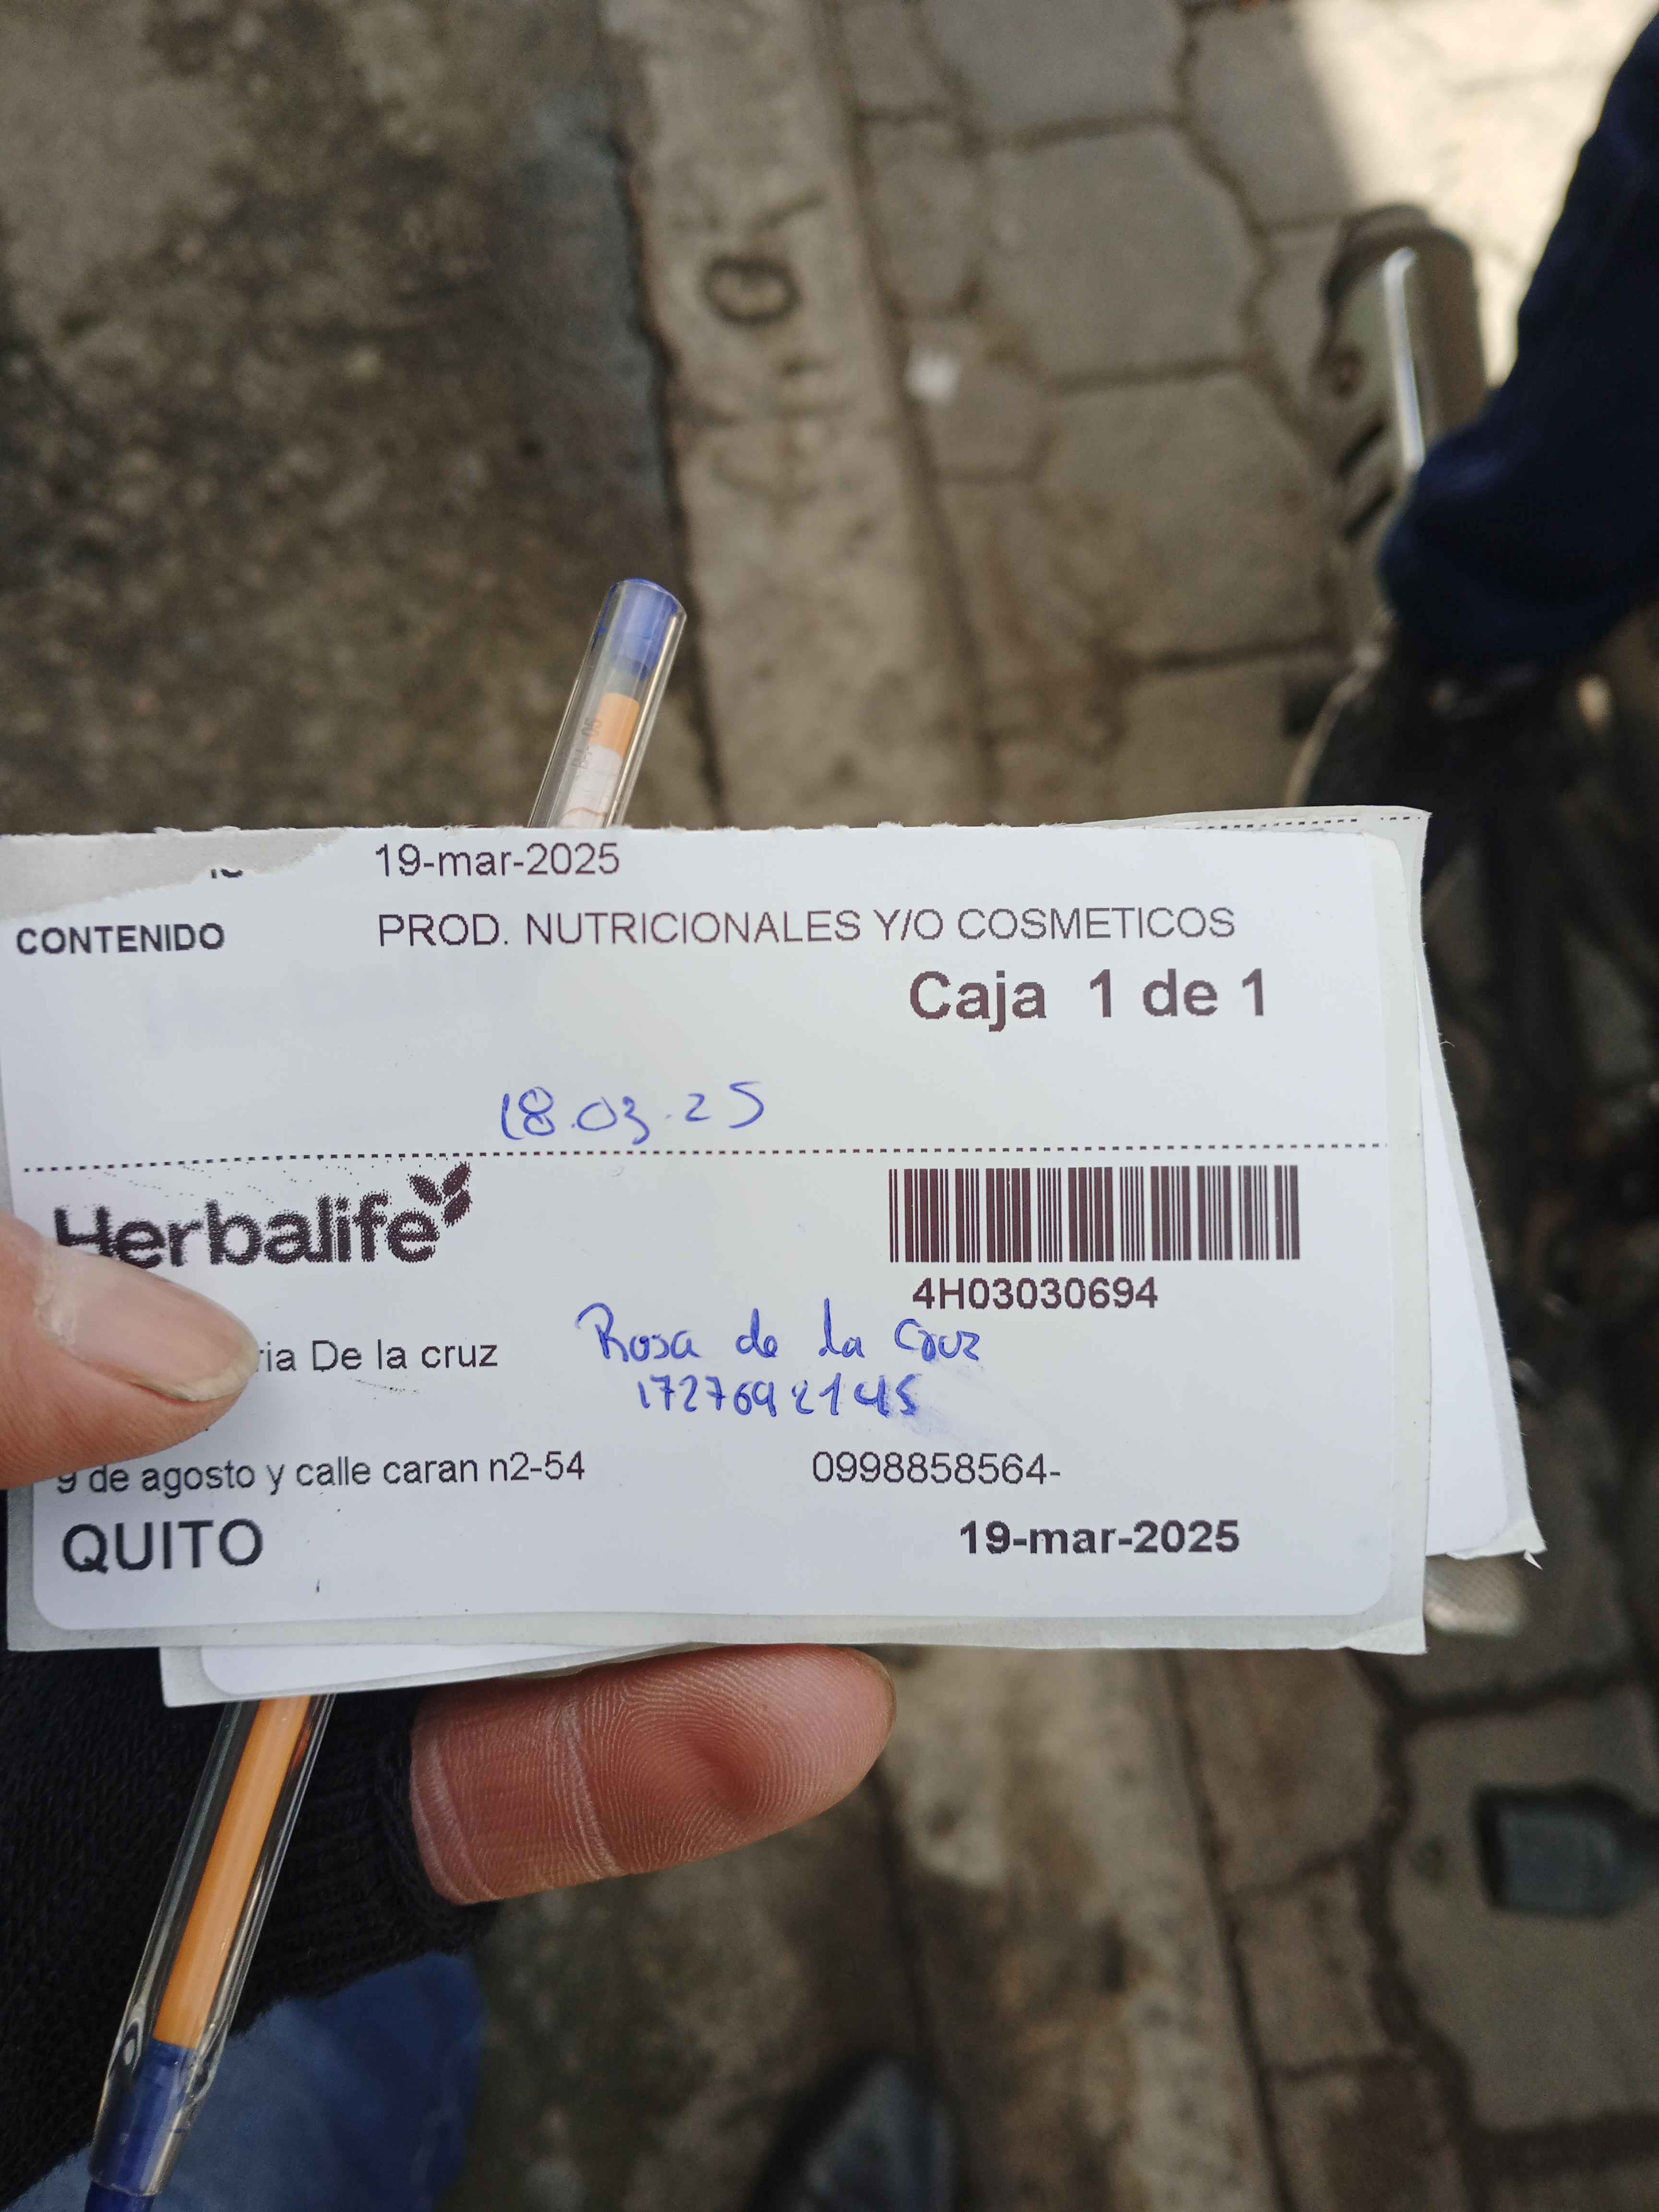 19-mar-2025
CONTENIDO PROD. NUTRICIONALES Y/O COSMETICOS
Caja 1 de 1
18.03.25
Herbalife
4H03030694
De la cruz
Rosa de la Cruz
1727692145
9 de agosto y calle caran n2-54 0998858564-
QUITO 19-mar-2025